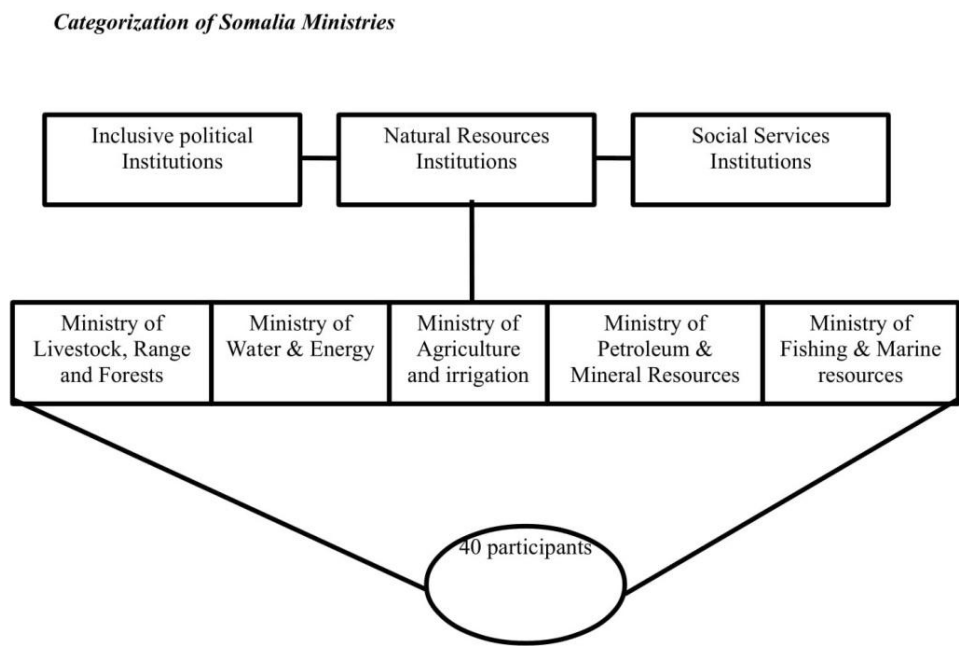 Categorization of Somalia Ministries
Inclusive political
Institutions
Natural Resources
Institutions
Social Services
Institutions
Ministry of
Livestock, Range
and Forests
Ministry of
Water & Energy
Ministry of
Agriculture
and irrigation
Ministry of
Petroleum &
Mineral Resources
Ministry of
Fishing & Marine
resources
40 participants